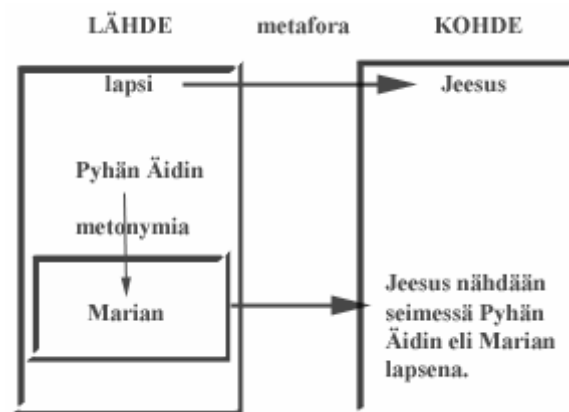 LÄHDE metafora KOHDE
lapsi Jeesus
Pyhän Äidin
metonymia
Marian
Jeesus nähdään
seimessä Pyhän
Äidin eli Marian
lapsena.